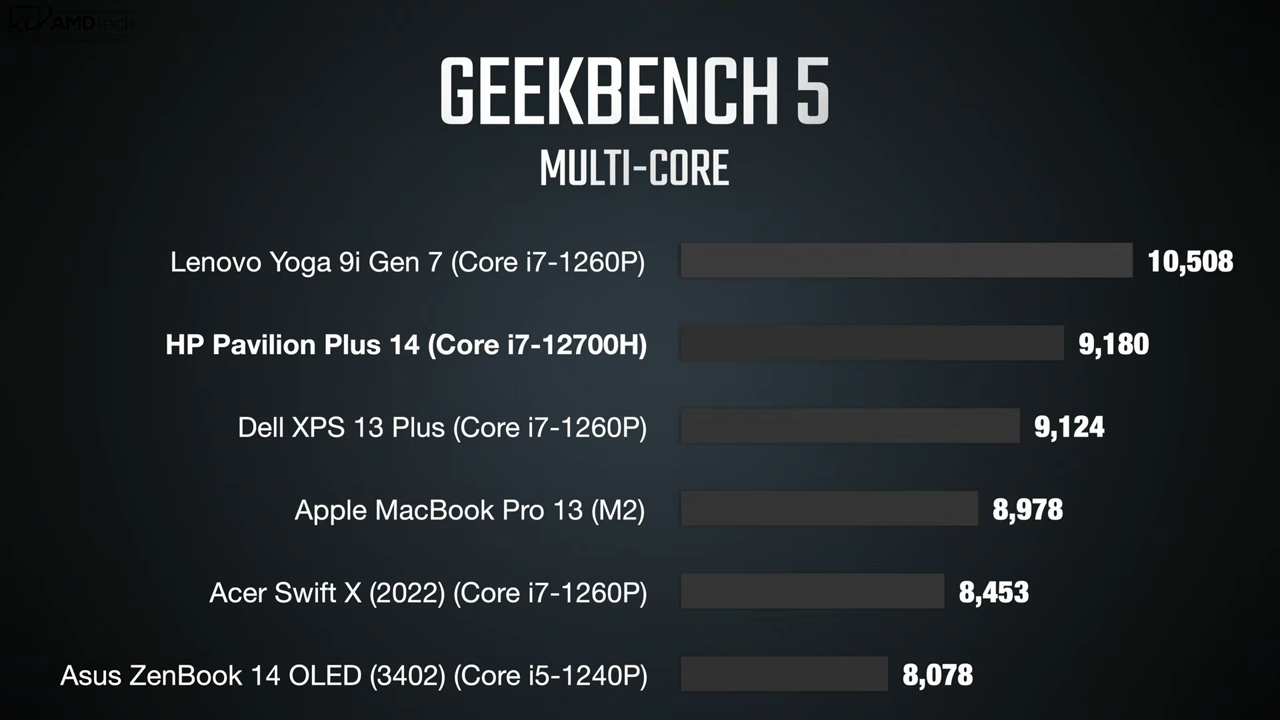 AMDtech
GEEKBENCH 5
MULTI-CORE
Lenovo Yoga 9i Gen 7 (Core i7-1260P) 10,508
HP Pavilion Plus 14 (Core i7-12700H) 9,180
Dell XPS 13 Plus (Core i7-1260P) 9,124
Apple MacBook Pro 13 (M2) 8,978
Acer Swift X (2022) (Core i7-1260P) 8,453
Asus ZenBook 14 OLED (3402) (Core i5-1240P) 8,078